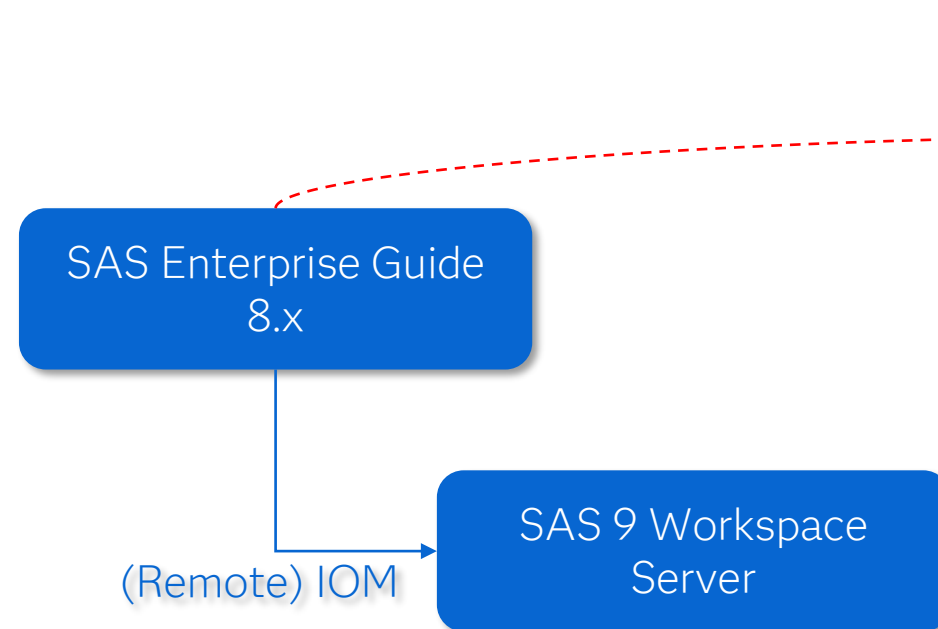 SAS Enterprise Guide
8.x
SAS 9 Workspace
Server
(Remote) IOM